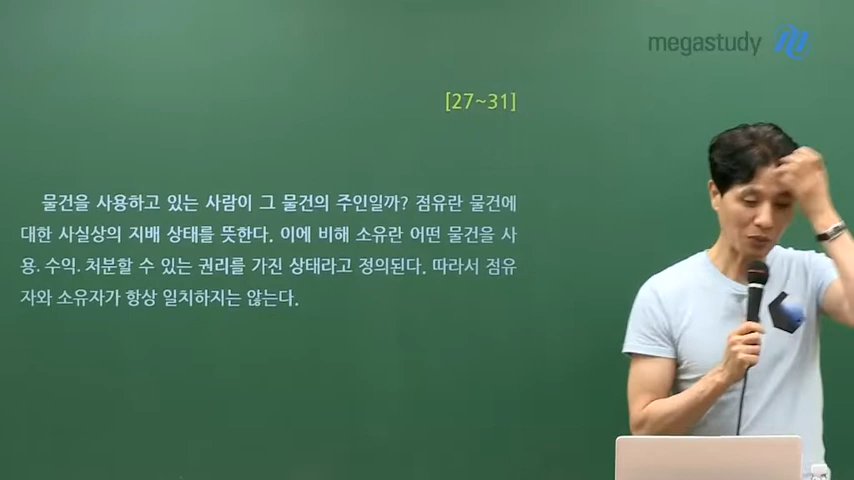 megastudy
[27~31]
물건을 사용하고 있는 사람이 그 물건의 주인일까? 점유란 물건에
대한 사실상의 지배 상태를 뜻한다. 이에 비해 소유란 어떤 물건을 사
용·수익·처분할 수 있는 권리를 가진 상태라고 정의된다. 따라서 점유
자와 소유자가 항상 일치하지는 않는다.